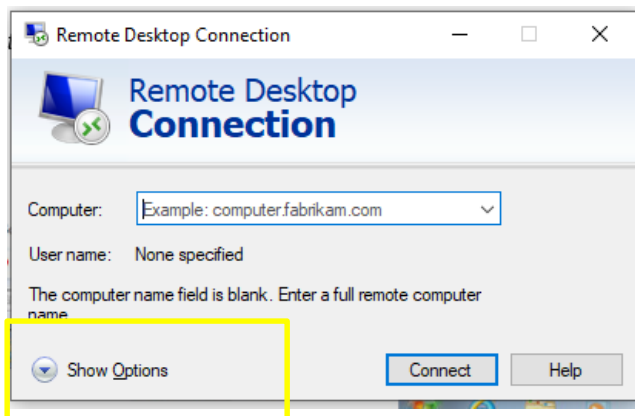 Remote Desktop Connection
Remote Desktop
Connection
Computer: Example: computer.fabrikam.com
User name: None specified
The computer name field is blank. Enter a full remote computer
name.
Show Options Connect Help